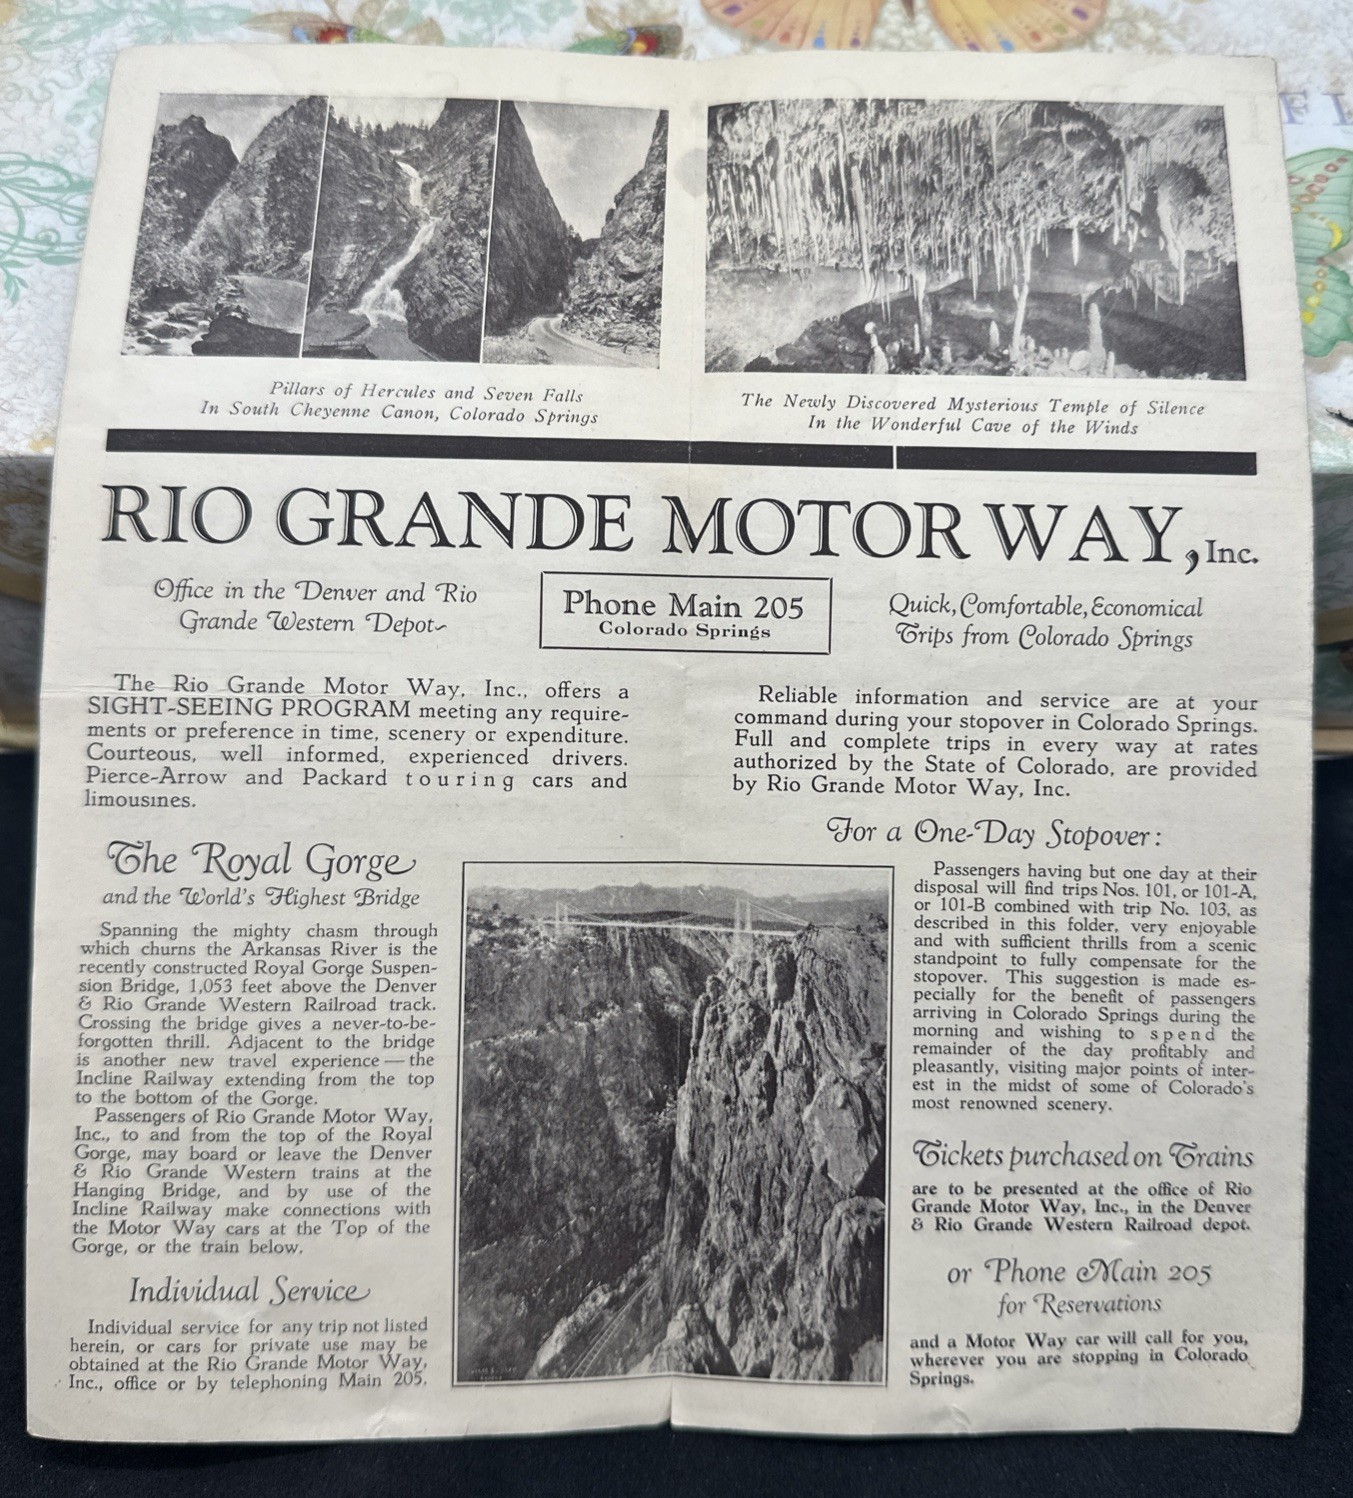 Pillars of Hercules and Seven Falls
In South Cheyenne Canon, Colorado Springs
The Newly Discovered Mysterious Temple of Silence
In the Wonderful Cave of the Winds
RIO GRANDE MOTOR WAY, Inc.
Office in the Denver and Rio
Grande Western Depot
Phone Main 205
Colorado Springs
Quick, Comfortable, Economical
Trips from Colorado Springs
The Rio Grande Motor Way, Inc., offers a
SIGHT-SEEING PROGRAM meeting any require-
ments or preference in time, scenery or expenditure.
Courteous, well informed, experienced drivers.
Pierce-Arrow and Packard touring cars and
limousines.
Reliable information and service are at your
command during your stopover in Colorado Springs.
Full and complete trips in every way at rates
authorized by the State of Colorado, are provided
by Rio Grande Motor Way, Inc.
The Royal Gorge
and the World's Highest Bridge
Spanning the mighty chasm through
which churns the Arkansas River is the
recently constructed Royal Gorge Suspen-
sion Bridge, 1,053 feet above the Denver
& Rio Grande Western Railroad track.
Crossing the bridge gives a never-to-be-
forgotten thrill. Adjacent to the bridge
is another new travel experience — the
Incline Railway extending from the top
to the bottom of the Gorge.
Passengers of Rio Grande Motor Way,
Inc., to and from the top of the Royal
Gorge, may board or leave the Denver
& Rio Grande Western trains at the
Hanging Bridge, and by use of the
Incline Railway make connections with
the Motor Way cars at the Top of the
Gorge, or the train below.
Individual Service
Individual service for any trip not listed
herein, or cars for private use may be
obtained at the Rio Grande Motor Way,
Inc., office or by telephoning Main 205.
For a One-Day Stopover:
Passengers having but one day at their
disposal will find trips Nos. 101, or 101-A,
or 101-B combined with trip No. 103, as
described in this folder, very enjoyable
and with sufficient thrills from a scenic
standpoint to fully compensate for the
stopover. This suggestion is made es-
pecially for the benefit of passengers
arriving in Colorado Springs during the
morning and wishing to spend the
remainder of the day profitably and
pleasantly, visiting major points of inter-
est in the midst of some of Colorado's
most renowned scenery.
Tickets purchased on Trains
are to be presented at the office of Rio
Grande Motor Way, Inc., in the Denver
& Rio Grande Western Railroad depot.
or Phone Main 205
for Reservations
and a Motor Way car will call for you,
wherever you are stopping in Colorado
Springs.